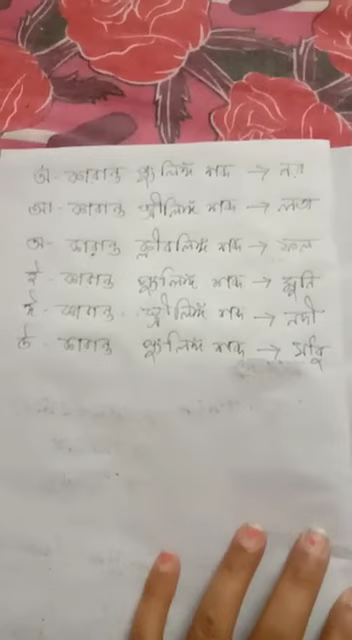 অ- কারান্ত পুংলিঙ্গ শব্দ → নর
আ- কারান্ত স্ত্রীলিঙ্গ শব্দ → লতা
অ- কারান্ত ক্লীবলিঙ্গ শব্দ → ফল
ই- কারান্ত পুংলিঙ্গ শব্দ → মুনি
ঈ- কারান্ত স্ত্রীলিঙ্গ শব্দ → নদী
উ- কারান্ত পুংলিঙ্গ শব্দ → সাধু